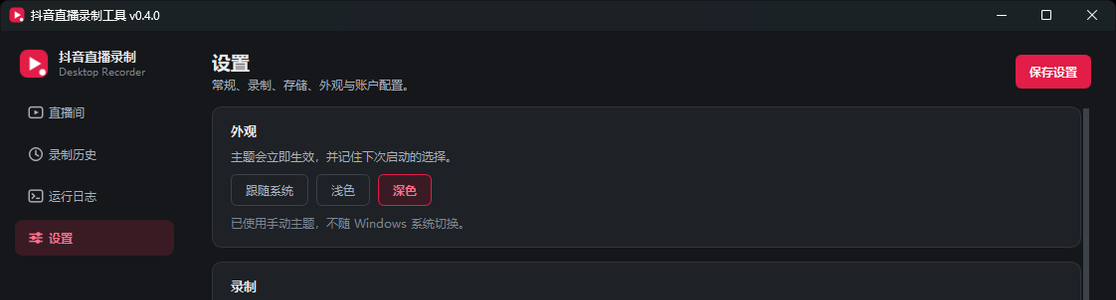 抖音直播录制工具 v0.4.0
抖音直播录制
Desktop Recorder
直播间
录制历史
运行日志
设置
设置
常规、录制、存储、外观与账户配置。
保存设置
外观
主题会立即生效，并记住下次启动的选择。
跟随系统 浅色 深色
已使用手动主题，不随 Windows 系统切换。
录制